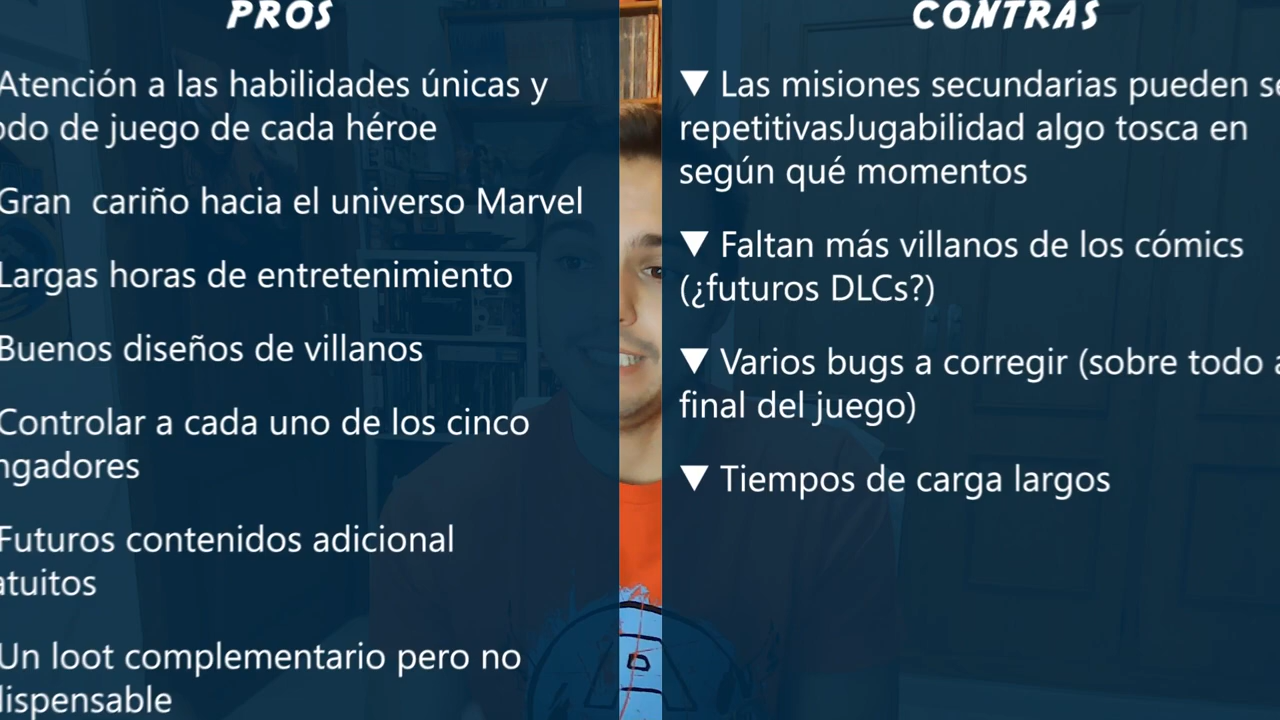 PROS
Atención a las habilidades únicas y
odo de juego de cada héroe
Gran cariño hacia el universo Marvel
Largas horas de entretenimiento
Buenos diseños de villanos
Controlar a cada uno de los cinco
ngadores
Futuros contenidos adicional
atuitos
Un loot complementario pero no
dispensable
CONTRAS
▼ Las misiones secundarias pueden se
repetitivasJugabilidad algo tosca en
según qué momentos
▼ Faltan más villanos de los cómics
(¿futuros DLCs?)
▼ Varios bugs a corregir (sobre todo a
final del juego)
▼ Tiempos de carga largos